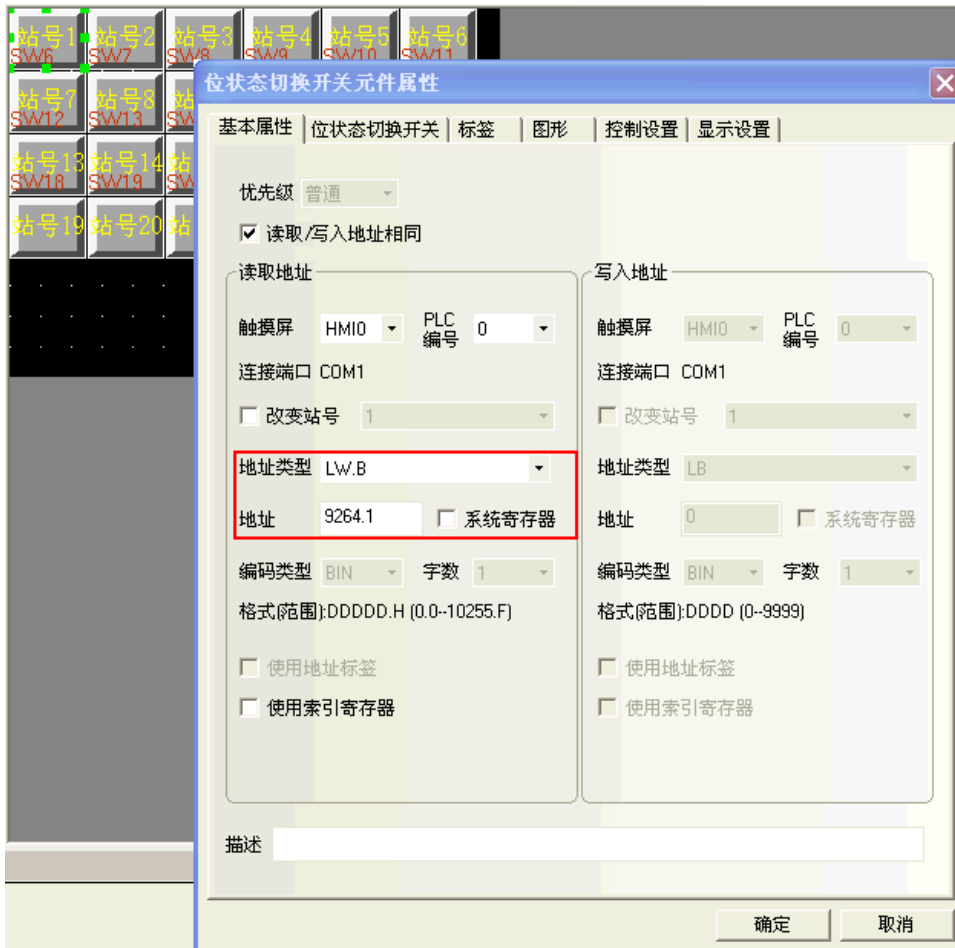 站号1 站号2 站号3 站号4 站号5 站号6
SW6 SW7 SW8 SW9 SW10 SW11
位状态切换开关元件属性
站号7 站号8 站
SW12 SW13 SW
基本属性 位状态切换开关 标签 图形 控制设置 显示设置
站号13 站号14 站
SW18 SW19 SW
优先级 普通
站号19 站号20 站
读取/写入地址相同
读取地址 写入地址
触摸屏 HMI0 PLC编号 0 触摸屏 HMI0 PLC编号 0
连接端口 COM1 连接端口 COM1
改变站号 1 改变站号 1
地址类型 LW.B 地址类型 LB
地址 9264.1 系统寄存器 地址 0 系统寄存器
编码类型 BIN 字数 1 编码类型 BIN 字数 1
格式(范围):DDDDD.H (0.0--10255.F) 格式(范围):DDDD (0--9999)
使用地址标签 使用地址标签
使用索引寄存器 使用索引寄存器
描述
确定 取消